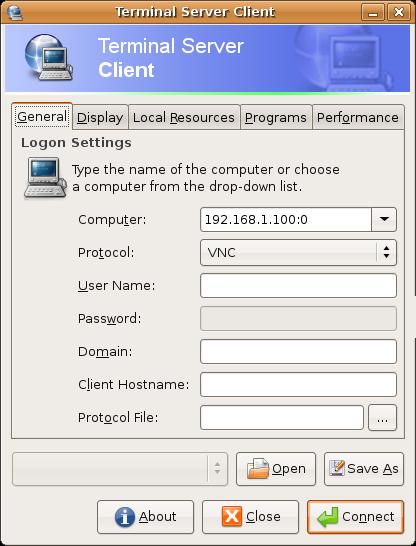 Terminal Server Client
Terminal Server
Client
General Display Local Resources Programs Performance
Logon Settings
Type the name of the computer or choose
a computer from the drop-down list.
Computer: 192.168.1.100:0
Protocol: VNC
User Name:
Password:
Domain:
Client Hostname:
Protocol File: ...
Open Save As
About Close Connect